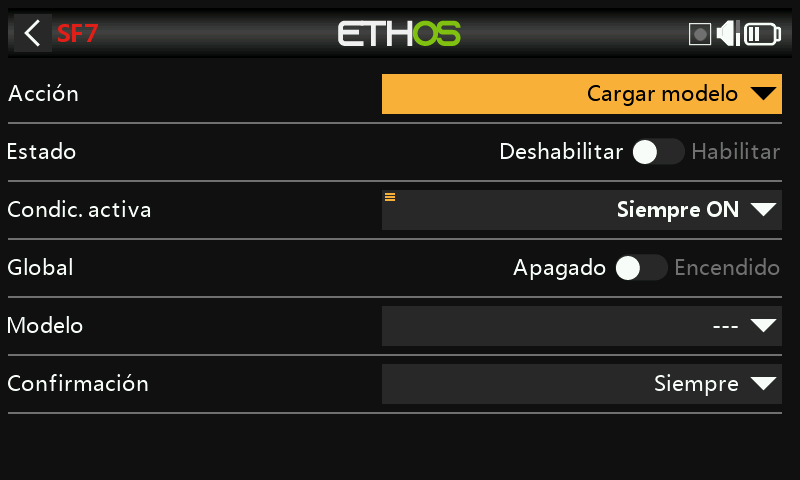 SF7
ETHOS
Acción Cargar modelo
Estado Deshabilitar Habilitar
Condic. activa Siempre ON
Global Apagado Encendido
Modelo ---
Confirmación Siempre